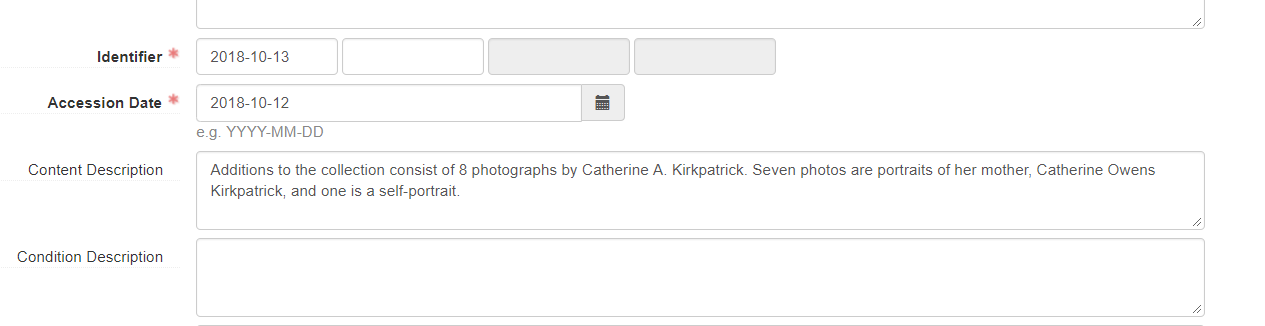 Identifier * 2018-10-13
Accession Date * 2018-10-12
e.g. YYYY-MM-DD
Content Description
Additions to the collection consist of 8 photographs by Catherine A. Kirkpatrick. Seven photos are portraits of her mother, Catherine Owens
Kirkpatrick, and one is a self-portrait.
Condition Description